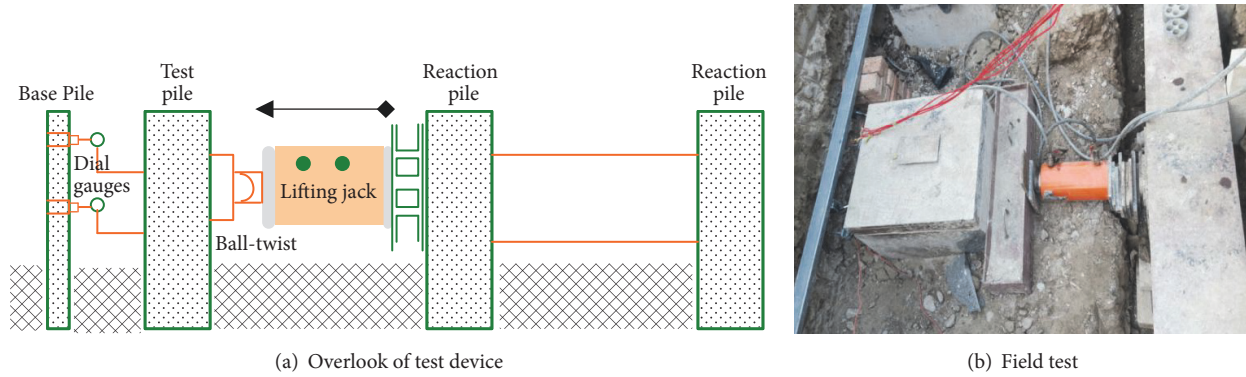 Base Pile
Test
pile
Reaction
pile
Reaction
pile
Dial
gauges
Lifting jack
Ball-twist
(a) Overlook of test device
(b) Field test